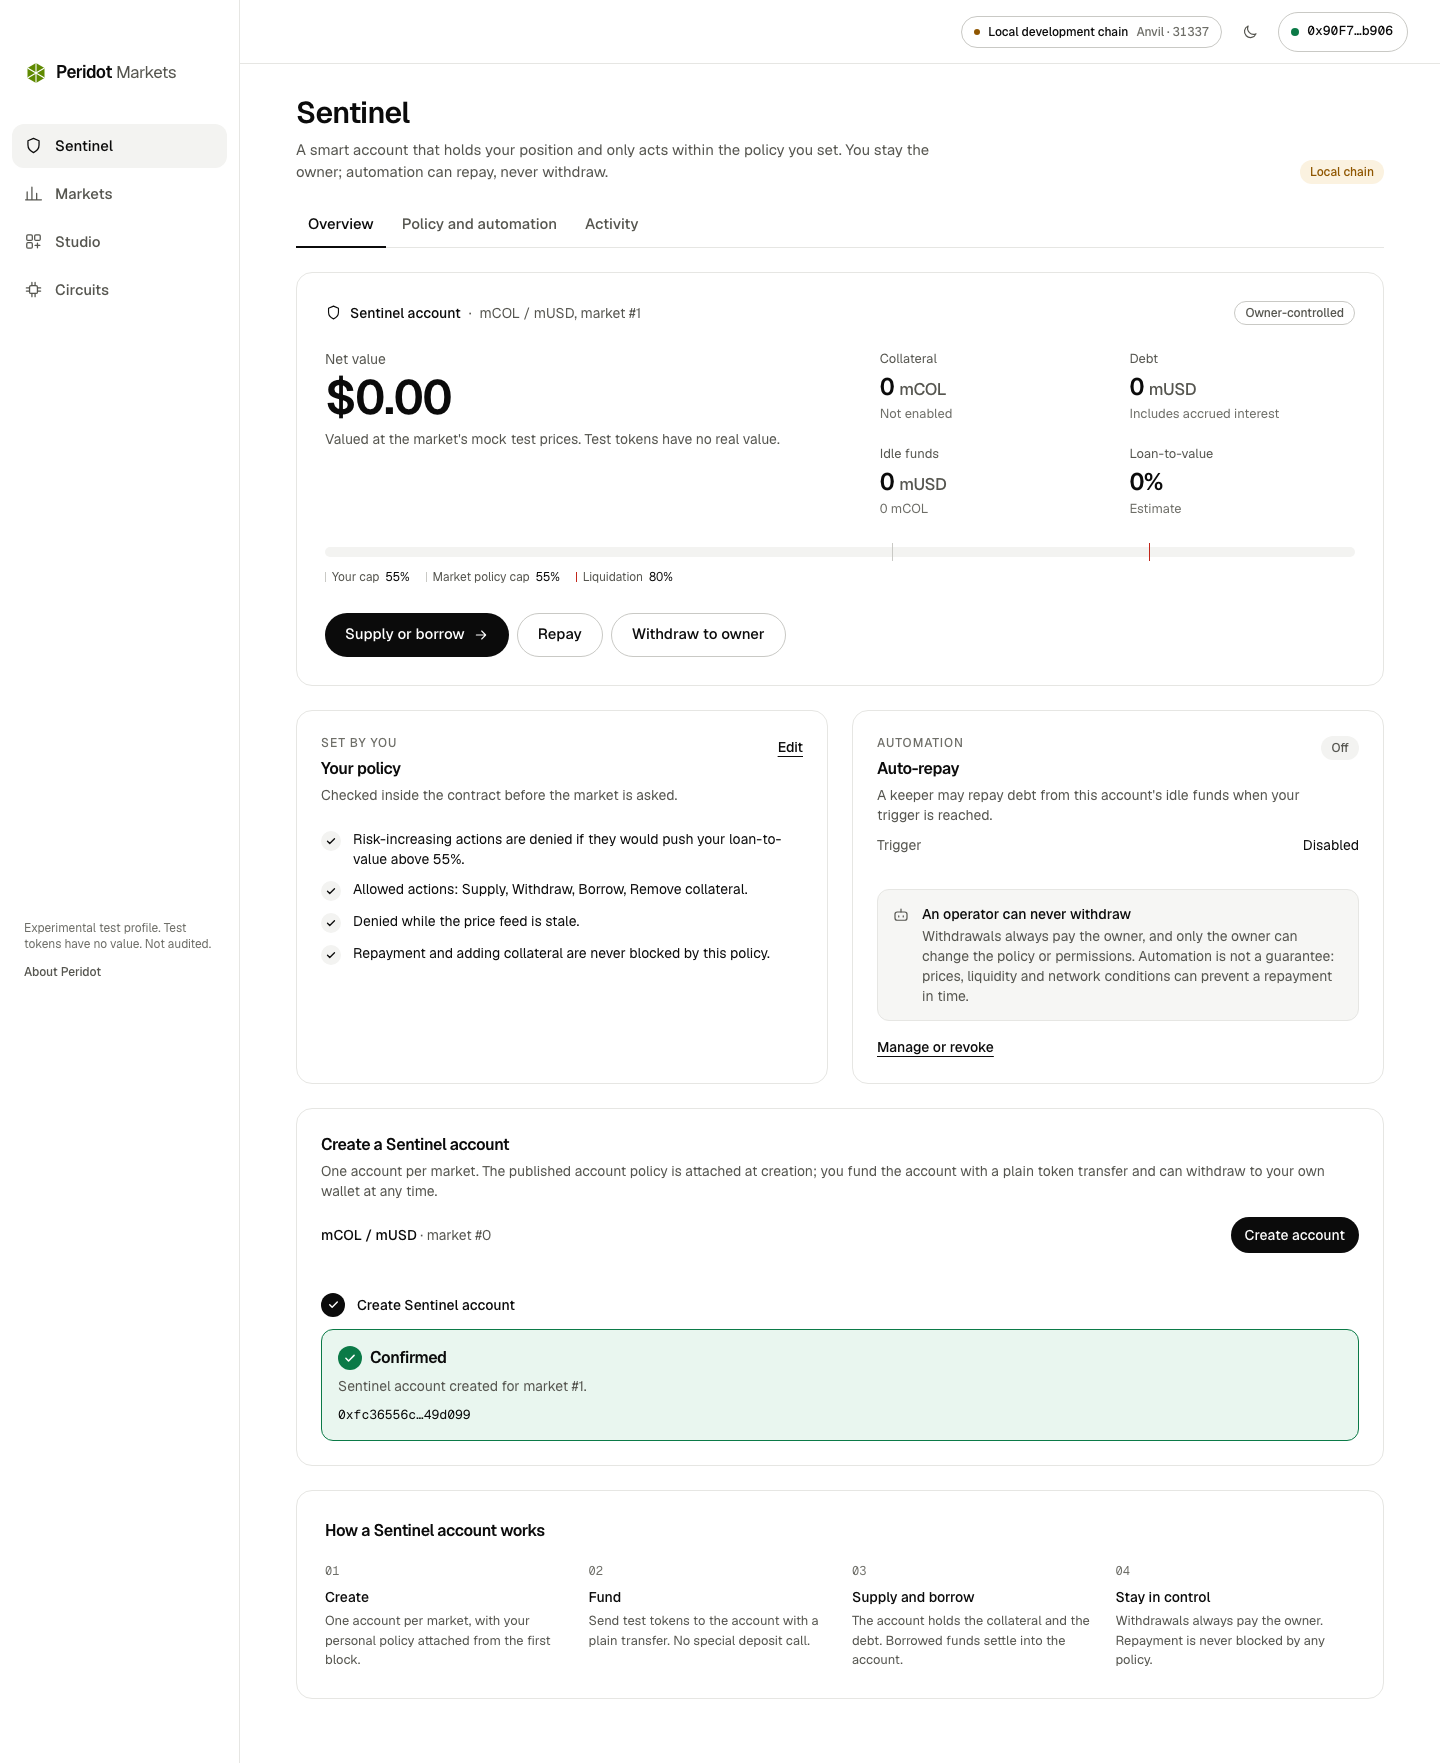 Peridot Markets
Local development chain Anvil · 31337
0x90F7…b906
Sentinel
Markets
Studio
Circuits
Experimental test profile. Test
tokens have no value. Not audited.
About Peridot
Sentinel
A smart account that holds your position and only acts within the policy you set. You stay the
owner; automation can repay, never withdraw.
Local chain
Overview
Policy and automation
Activity
Sentinel account · mCOL / mUSD, market #1
Owner-controlled
Net value
$0.00
Valued at the market's mock test prices. Test tokens have no real value.
Collateral
0 mCOL
Not enabled
Debt
0 mUSD
Includes accrued interest
Idle funds
0 mUSD
0 mCOL
Loan-to-value
0%
Estimate
Your cap 55%
Market policy cap 55%
Liquidation 80%
Supply or borrow →
Repay
Withdraw to owner
SET BY YOU
Your policy
Edit
Checked inside the contract before the market is asked.
Risk-increasing actions are denied if they would push your loan-to-
value above 55%.
Allowed actions: Supply, Withdraw, Borrow, Remove collateral.
Denied while the price feed is stale.
Repayment and adding collateral are never blocked by this policy.
AUTOMATION
Auto-repay
Off
A keeper may repay debt from this account's idle funds when your
trigger is reached.
Trigger
Disabled
An operator can never withdraw
Withdrawals always pay the owner, and only the owner can
change the policy or permissions. Automation is not a guarantee:
prices, liquidity and network conditions can prevent a repayment
in time.
Manage or revoke
Create a Sentinel account
One account per market. The published account policy is attached at creation; you fund the account with a plain token transfer and can withdraw to your own
wallet at any time.
mCOL / mUSD · market #0
Create account
Create Sentinel account
Confirmed
Sentinel account created for market #1.
0xfc36556c…49d099
How a Sentinel account works
01
Create
One account per market, with your
personal policy attached from the first
block.
02
Fund
Send test tokens to the account with a
plain transfer. No special deposit call.
03
Supply and borrow
The account holds the collateral and the
debt. Borrowed funds settle into the
account.
04
Stay in control
Withdrawals always pay the owner.
Repayment is never blocked by any
policy.